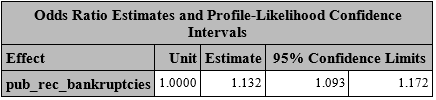 Odds Ratio Estimates and Profile-Likelihood Confidence
Intervals
Effect Unit Estimate 95% Confidence Limits
pub_rec_bankruptcies 1.0000 1.132 1.093 1.172